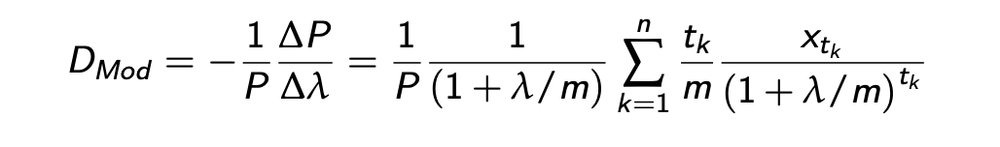 D_{Mod} = -\frac{1}{P}\frac{\Delta P}{\Delta \lambda} = \frac{1}{P}\frac{1}{(1 + \lambda/m)} \sum_{k=1}^{n} \frac{t_k}{m} \frac{x_{t_k}}{(1 + \lambda/m)^{t_k}}